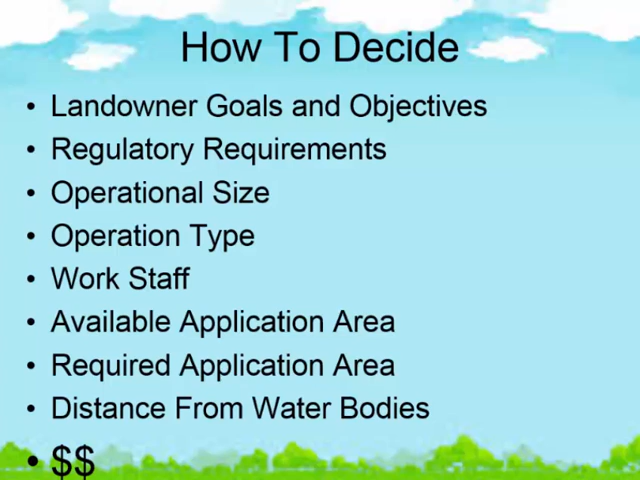 How To Decide
• Landowner Goals and Objectives
• Regulatory Requirements
• Operational Size
• Operation Type
• Work Staff
• Available Application Area
• Required Application Area
• Distance From Water Bodies
• $$